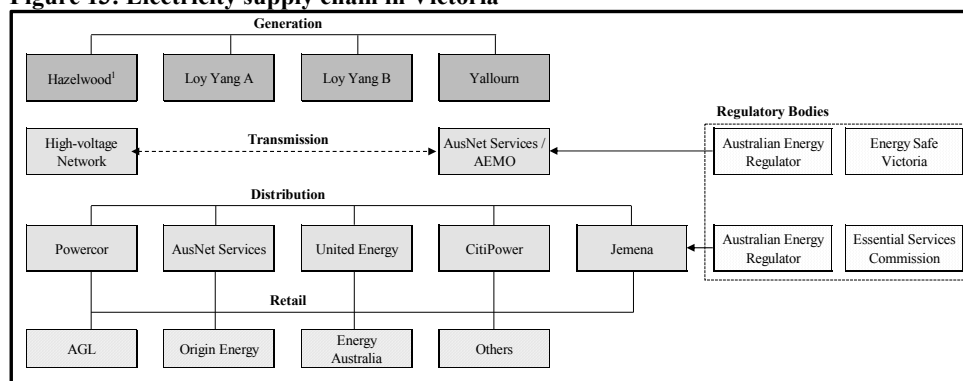 Figure 13: Electricity supply chain in Victoria
Generation
Hazelwood¹
Loy Yang A
Loy Yang B
Yallourn
Regulatory Bodies
High-voltage
Network
Transmission
AusNet Services /
AEMO
Australian Energy
Regulator
Energy Safe
Victoria
Distribution
Powercor
AusNet Services
United Energy
CitiPower
Jemena
Australian Energy
Regulator
Essential Services
Commission
Retail
AGL
Origin Energy
Energy
Australia
Others